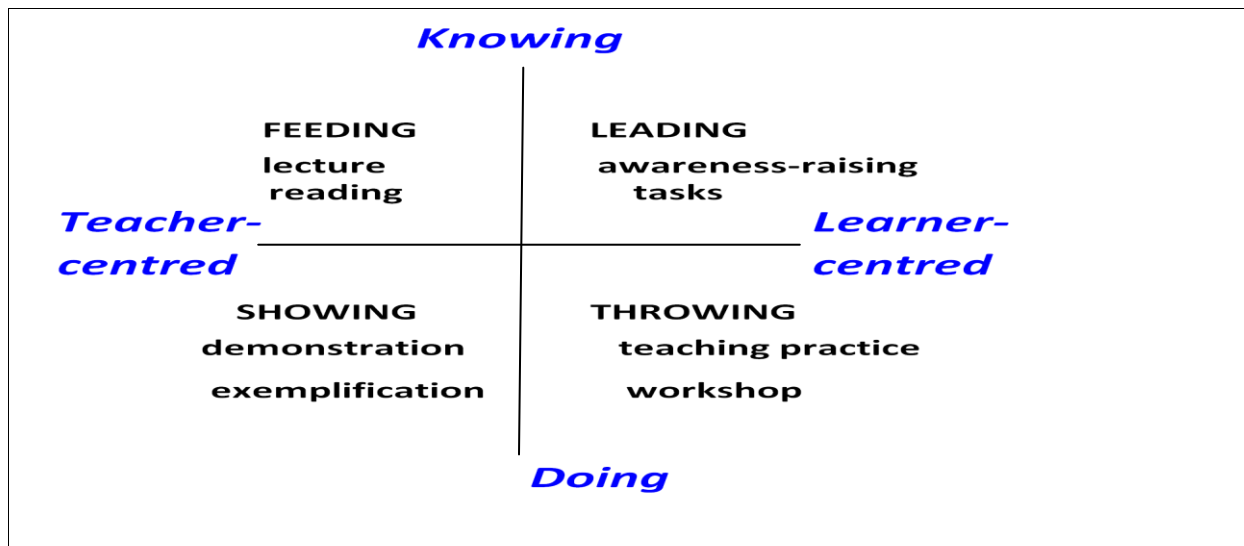 Knowing
FEEDING
lecture
reading
LEADING
awareness-raising
tasks
Teacher-
centred
Learner-
centred
SHOWING
demonstration
exemplification
THROWING
teaching practice
workshop
Doing